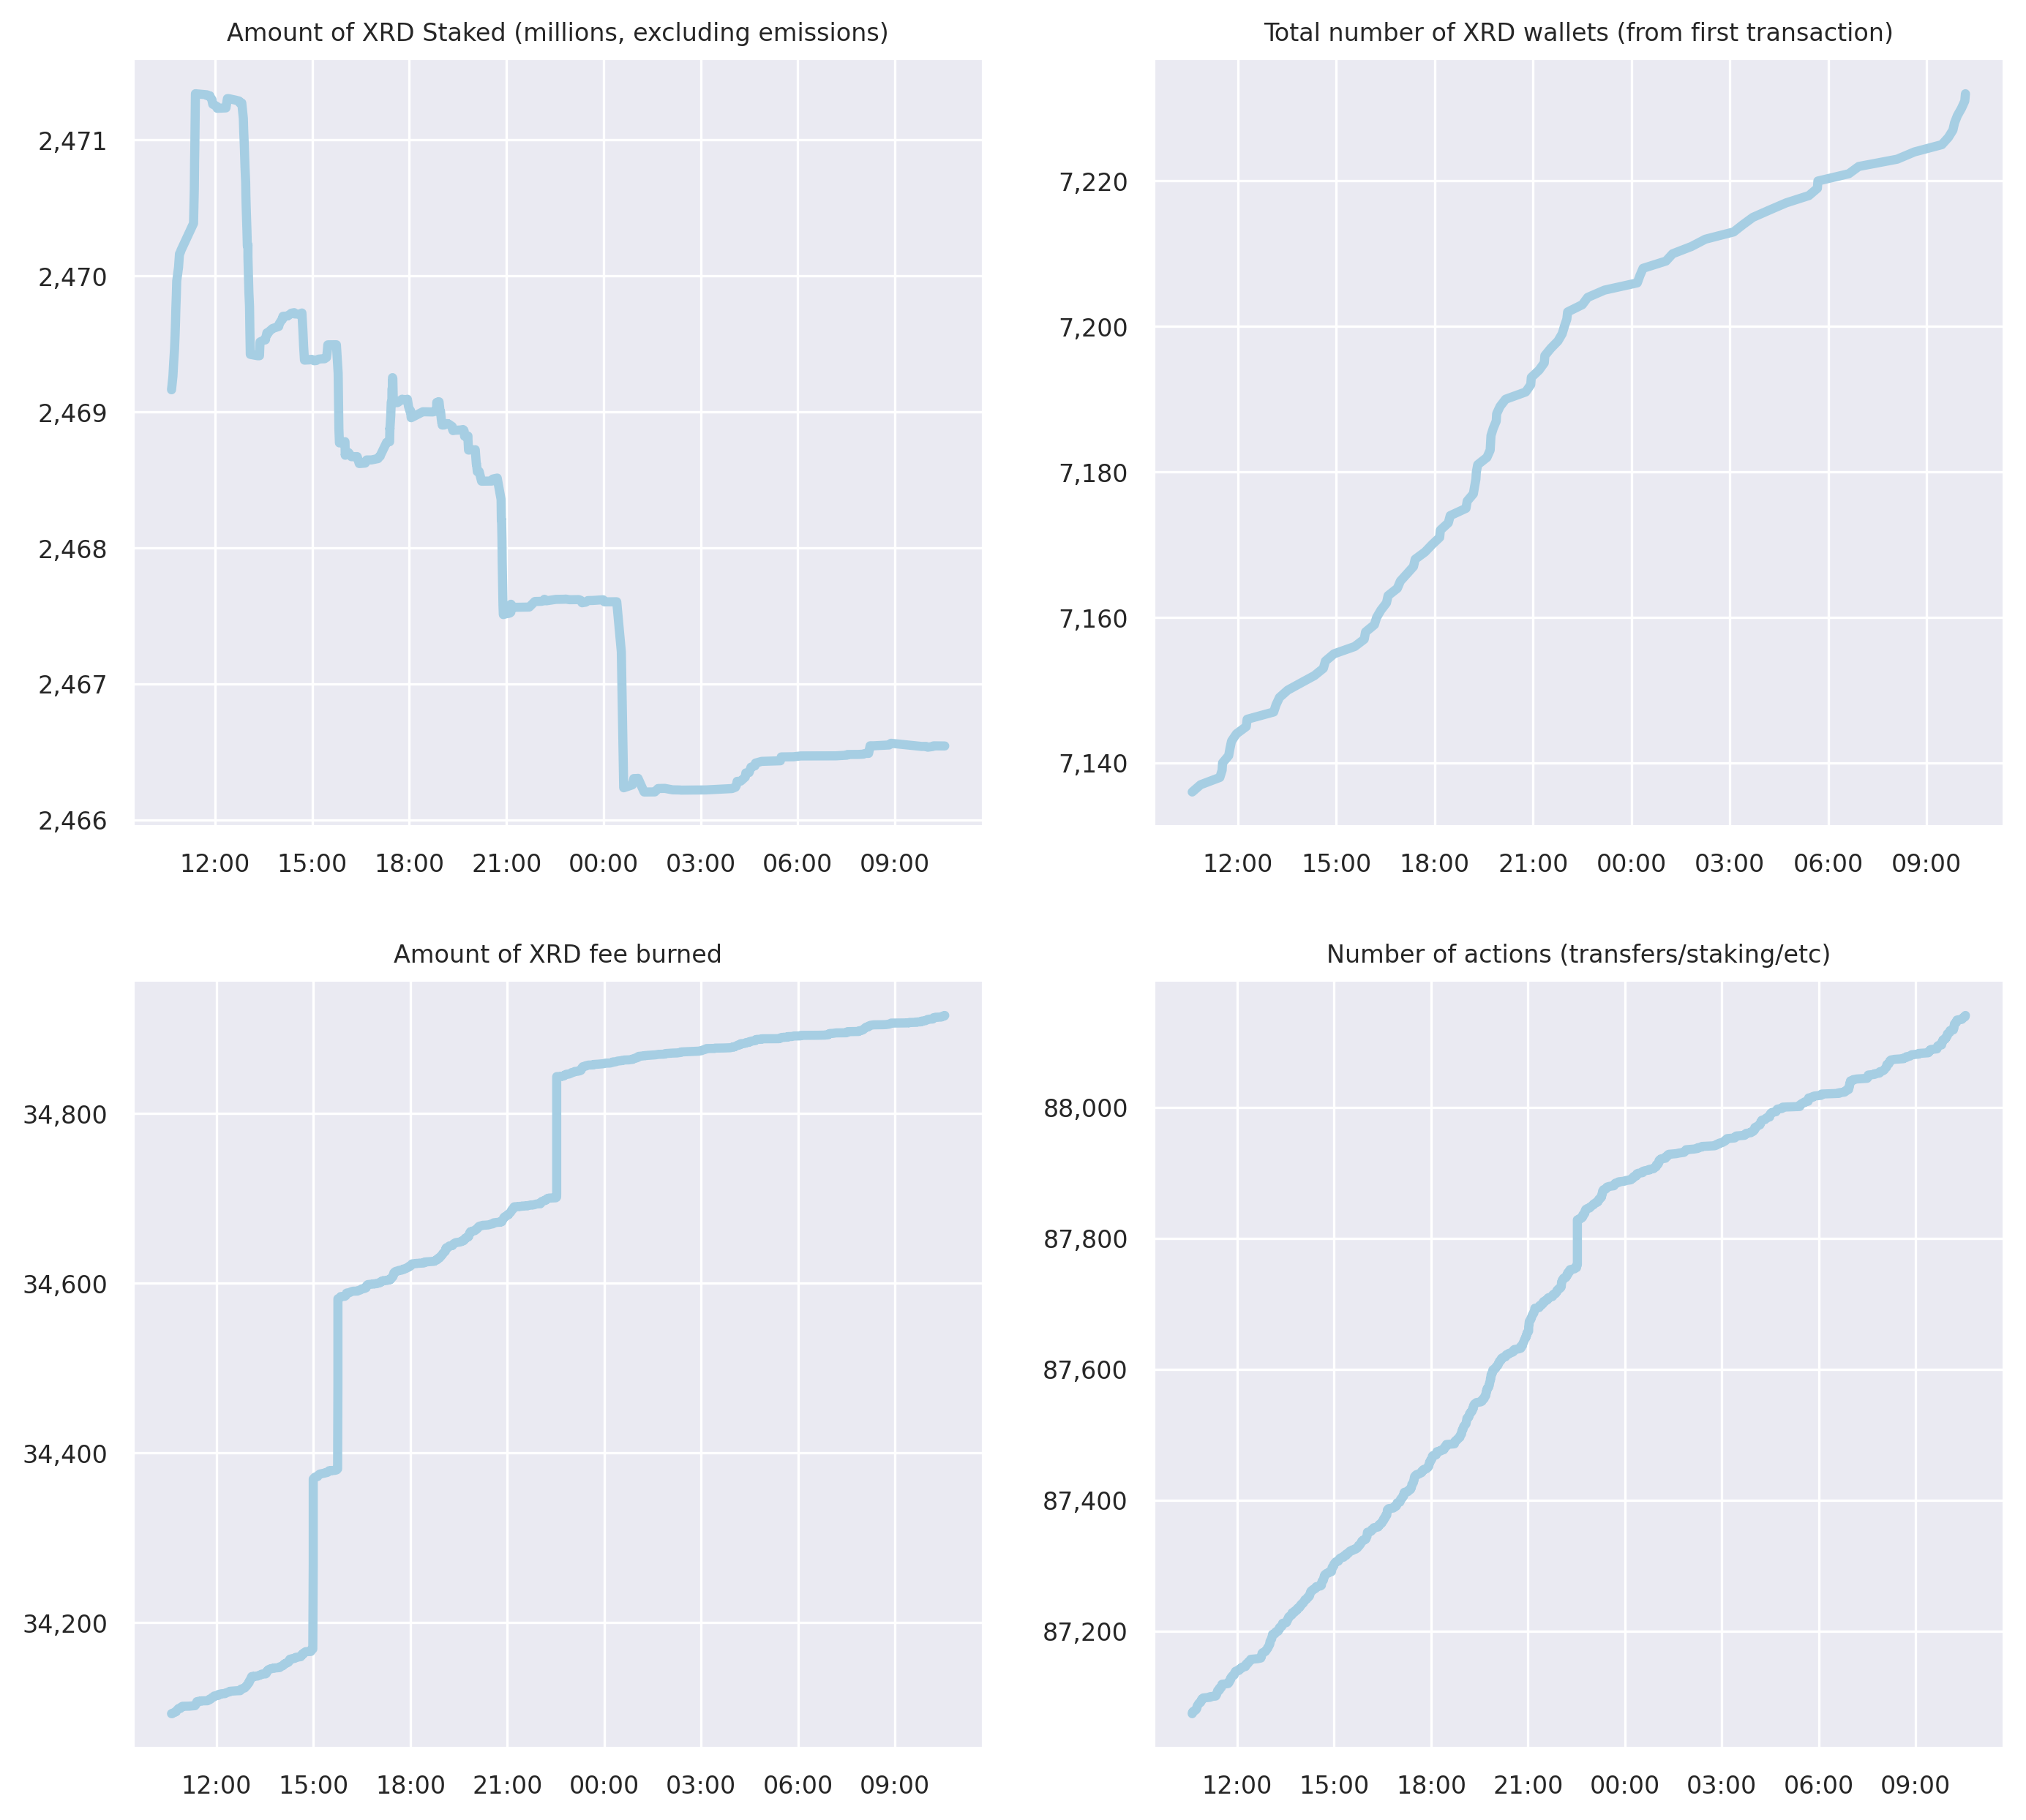 Amount of XRD Staked (millions, excluding emissions)
2,471
2,470
2,469
2,468
2,467
2,466
12:00 15:00 18:00 21:00 00:00 03:00 06:00 09:00
Total number of XRD wallets (from first transaction)
7,220
7,200
7,180
7,160
7,140
12:00 15:00 18:00 21:00 00:00 03:00 06:00 09:00
Amount of XRD fee burned
34,800
34,600
34,400
34,200
12:00 15:00 18:00 21:00 00:00 03:00 06:00 09:00
Number of actions (transfers/staking/etc)
88,000
87,800
87,600
87,400
87,200
12:00 15:00 18:00 21:00 00:00 03:00 06:00 09:00